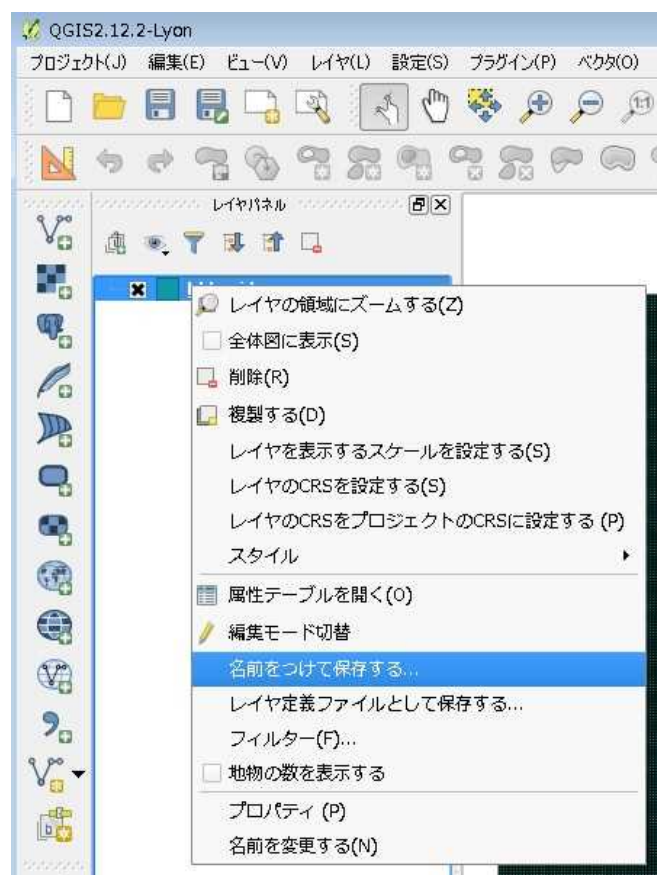 QGIS2.12.2-Lyon
プロジェクト(J) 編集(E) ビュー(V) レイヤ(L) 設定(S) プラグイン(P) ベクタ(O)
1:1
レイヤパネル
レイヤの領域にズームする(Z)
全体図に表示(S)
削除(R)
複製する(D)
レイヤを表示するスケールを設定する(S)
レイヤのCRSを設定する(S)
レイヤのCRSをプロジェクトのCRSに設定する (P)
スタイル
属性テーブルを開く(O)
編集モード切替
名前をつけて保存する...
レイヤ定義ファイルとして保存する...
フィルター(F)...
地物の数を表示する
プロパティ (P)
名前を変更する(N)